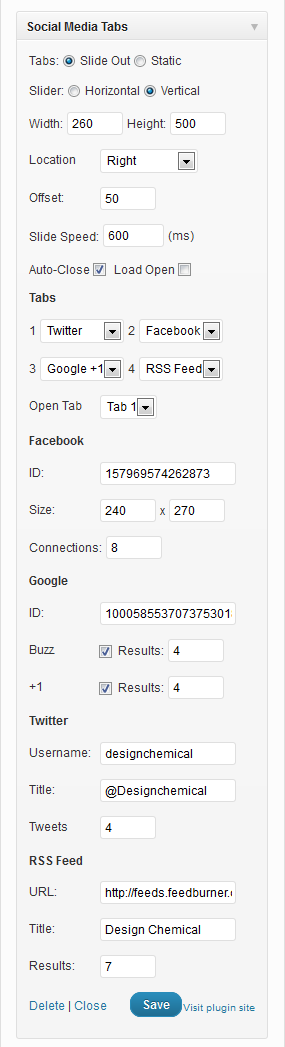 Social Media Tabs
Tabs: Slide Out Static
Slider: Horizontal Vertical
Width: 260 Height: 500
Location Right
Offset: 50
Slide Speed: 600 (ms)
Auto-Close Load Open
Tabs
1 Twitter 2 Facebook
3 Google +1 4 RSS Feed
Open Tab Tab 1
Facebook
ID: 157969574262873
Size: 240 x 270
Connections: 8
Google
ID: 100058553707375301
Buzz Results: 4
+1 Results: 4
Twitter
Username: designchemical
Title: @Designchemical
Tweets 4
RSS Feed
URL: http://feeds.feedburner.
Title: Design Chemical
Results: 7
Delete | Close Save Visit plugin site